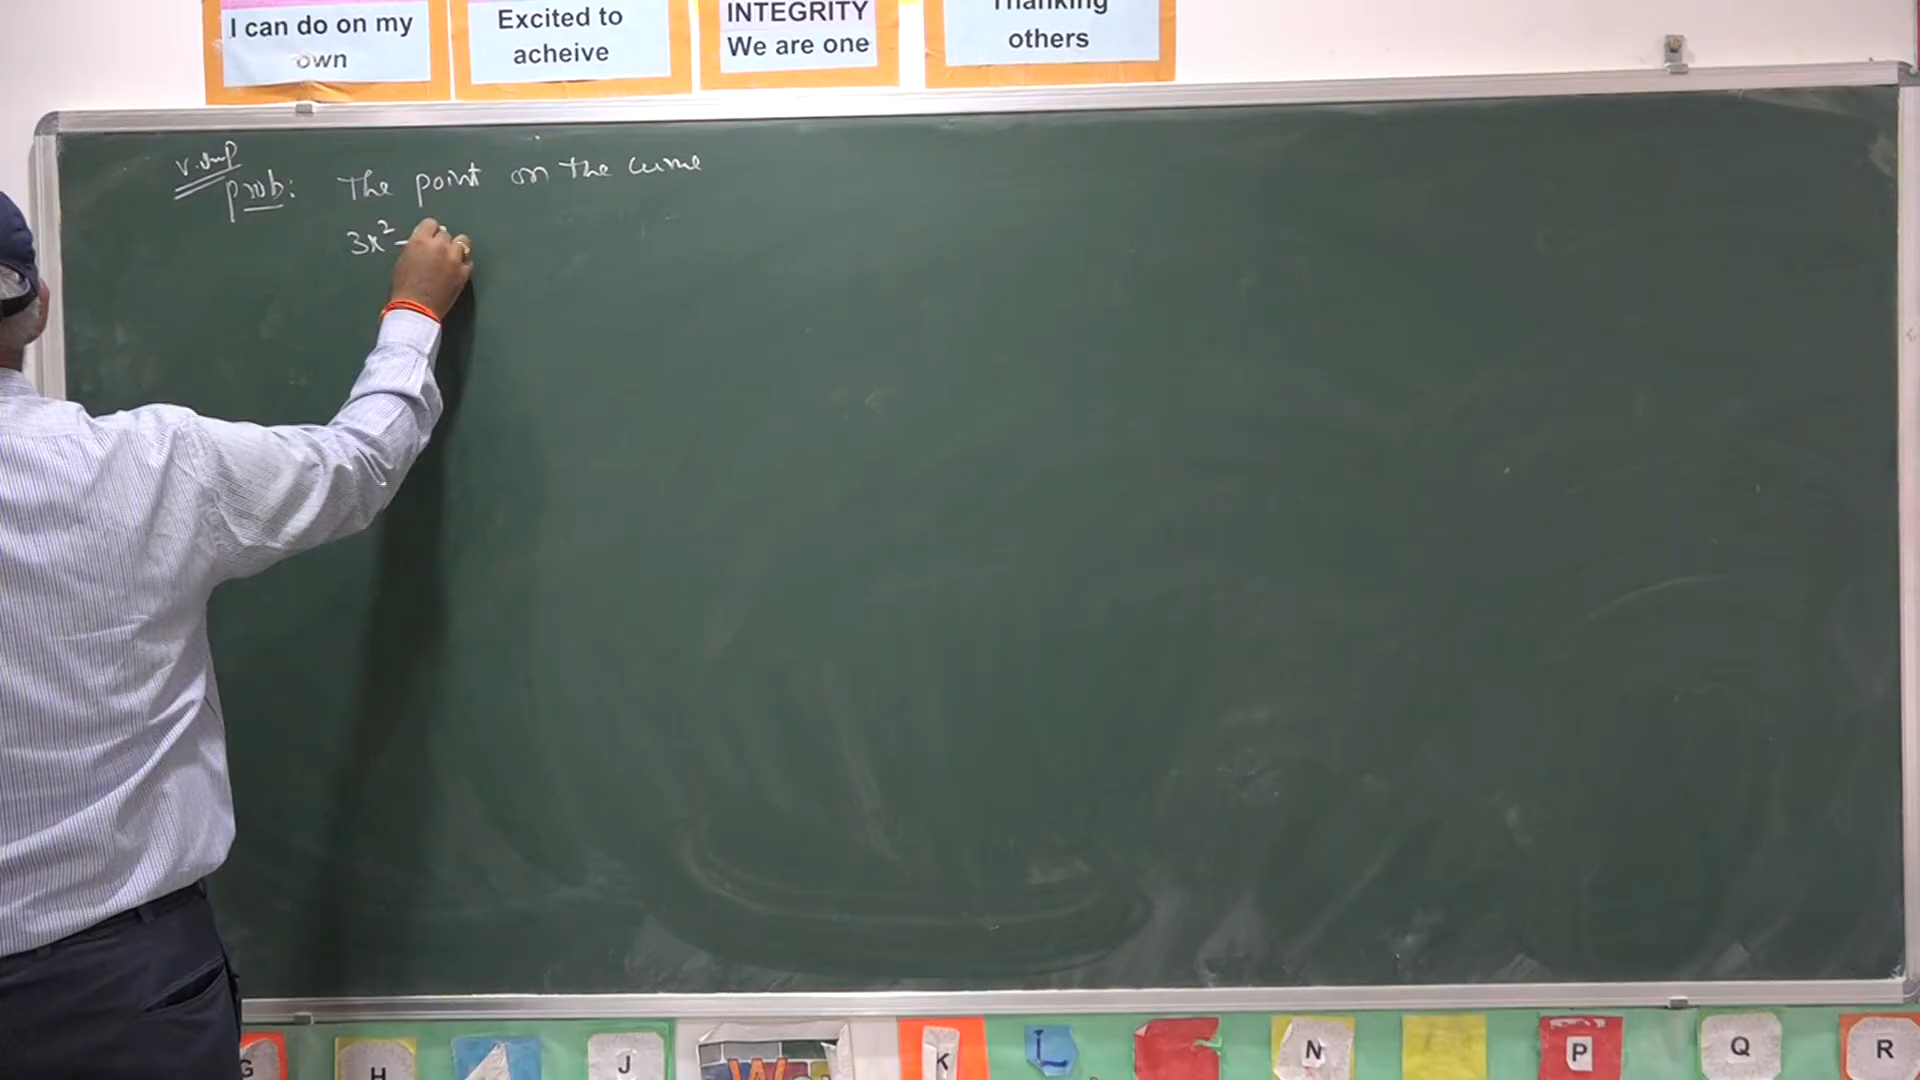 I can do on my
own
Excited to
acheive
INTEGRITY
We are one
Thanking
others
V. Imp
prob: The point on the curve
3x² -
G
H
J
K
L
N
P
Q
R